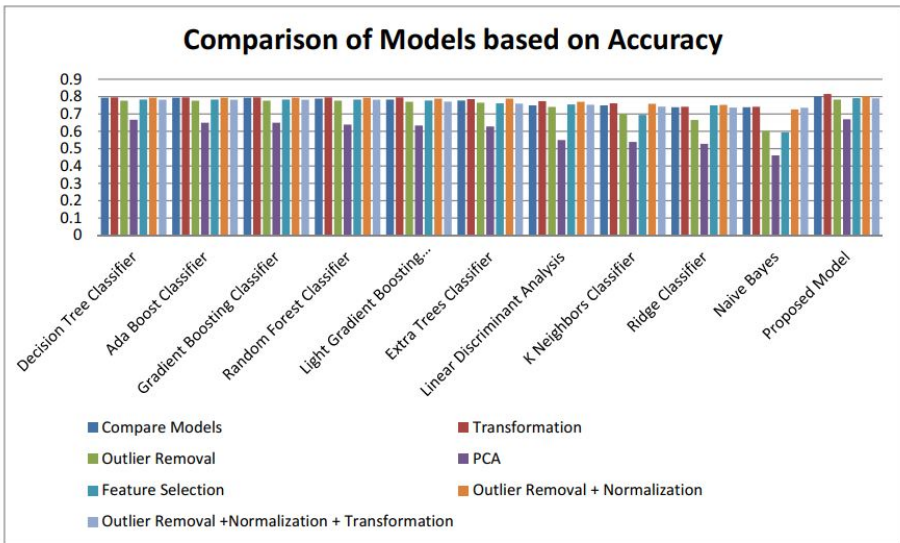 Comparison of Models based on Accuracy
0.9
0.8
0.7
0.6
0.5
0.4
0.3
0.2
0.1
0
Decision Tree Classifier
Ada Boost Classifier
Gradient Boosting Classifier
Random Forest Classifier
Light Gradient Boosting...
Extra Trees Classifier
Linear Discriminant Analysis
K Neighbors Classifier
Ridge Classifier
Naive Bayes
Proposed Model
Compare Models
Transformation
Outlier Removal
PCA
Feature Selection
Outlier Removal + Normalization
Outlier Removal +Normalization + Transformation